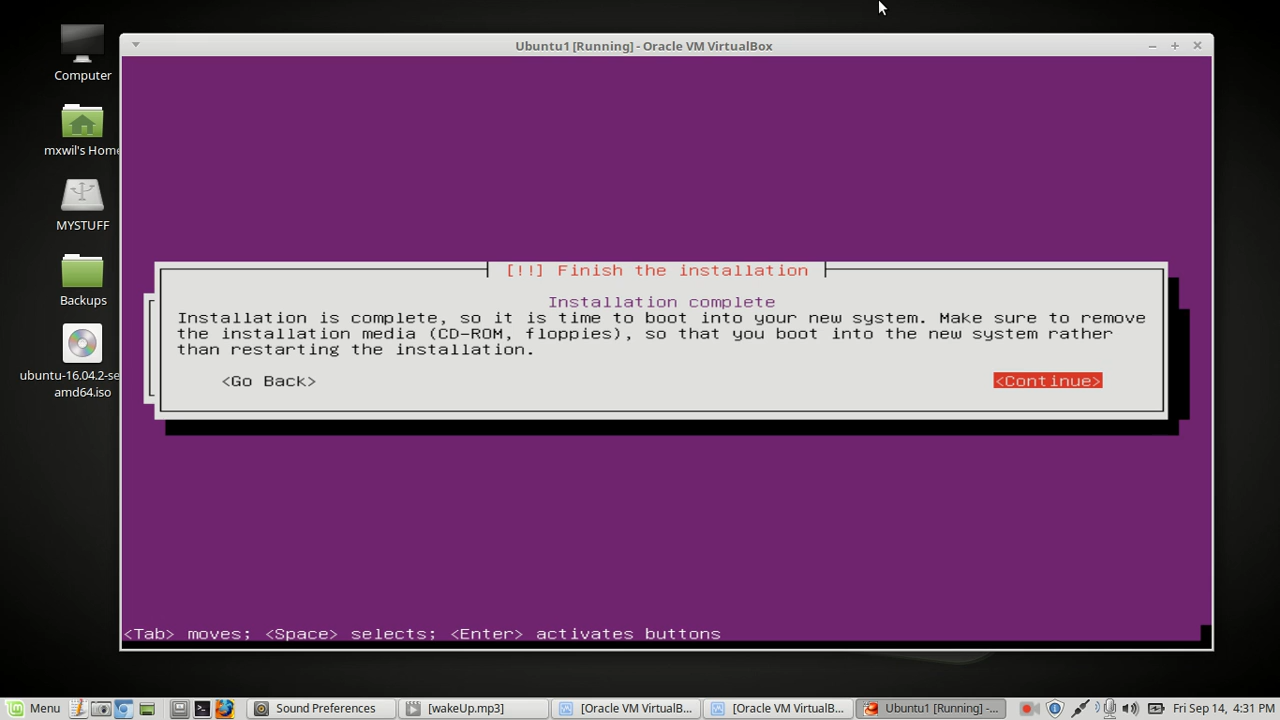 Ubuntu1 [Running] - Oracle VM VirtualBox
Computer
mxwil's Home
MYSTUFF
Backups
ubuntu-16.04.2-se
amd64.iso
[!!] Finish the installation
Installation complete
Installation is complete, so it is time to boot into your new system. Make sure to remove
the installation media (CD-ROM, floppies), so that you boot into the new system rather
than restarting the installation.
<Go Back> <Continue>
<Tab> moves; <Space> selects; <Enter> activates buttons
Menu Sound Preferences [wakeUp.mp3] [Oracle VM VirtualB... [Oracle VM VirtualB... Ubuntu1 [Running] -... Fri Sep 14, 4:31 PM